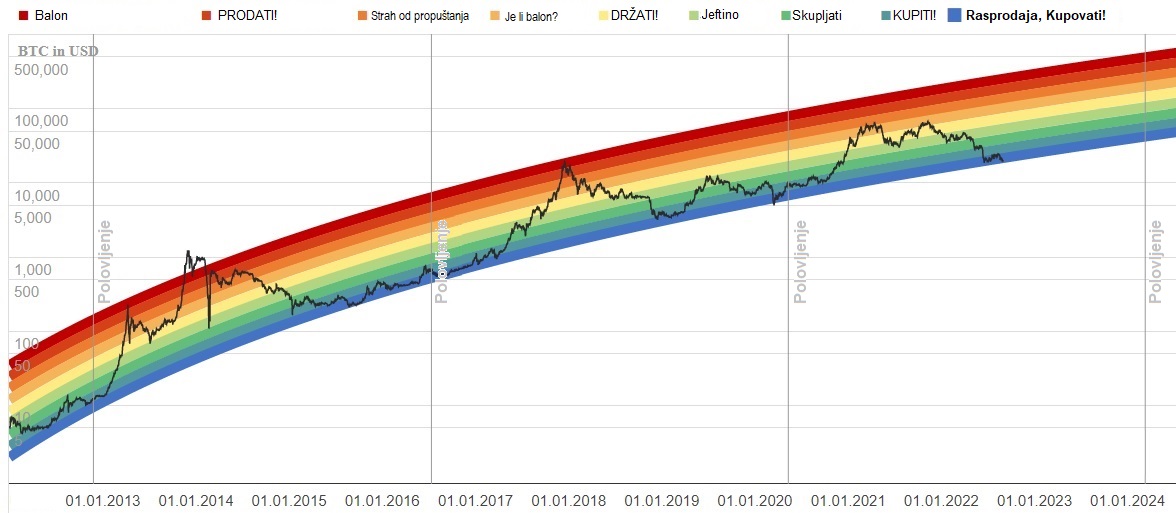 Balon PRODATI! Strah od propuštanja Je li balon? DRŽATI! Jeftino Skupljati KUPITI! Rasprodaja, Kupovati!
BTC in USD
500,000
100,000
50,000
10,000
5,000
1,000
500
100
50
10
5
Polovljenje
Polovljenje
Polovljenje
Polovljenje
01.01.2013 01.01.2014 01.01.2015 01.01.2016 01.01.2017 01.01.2018 01.01.2019 01.01.2020 01.01.2021 01.01.2022 01.01.2023 01.01.2024